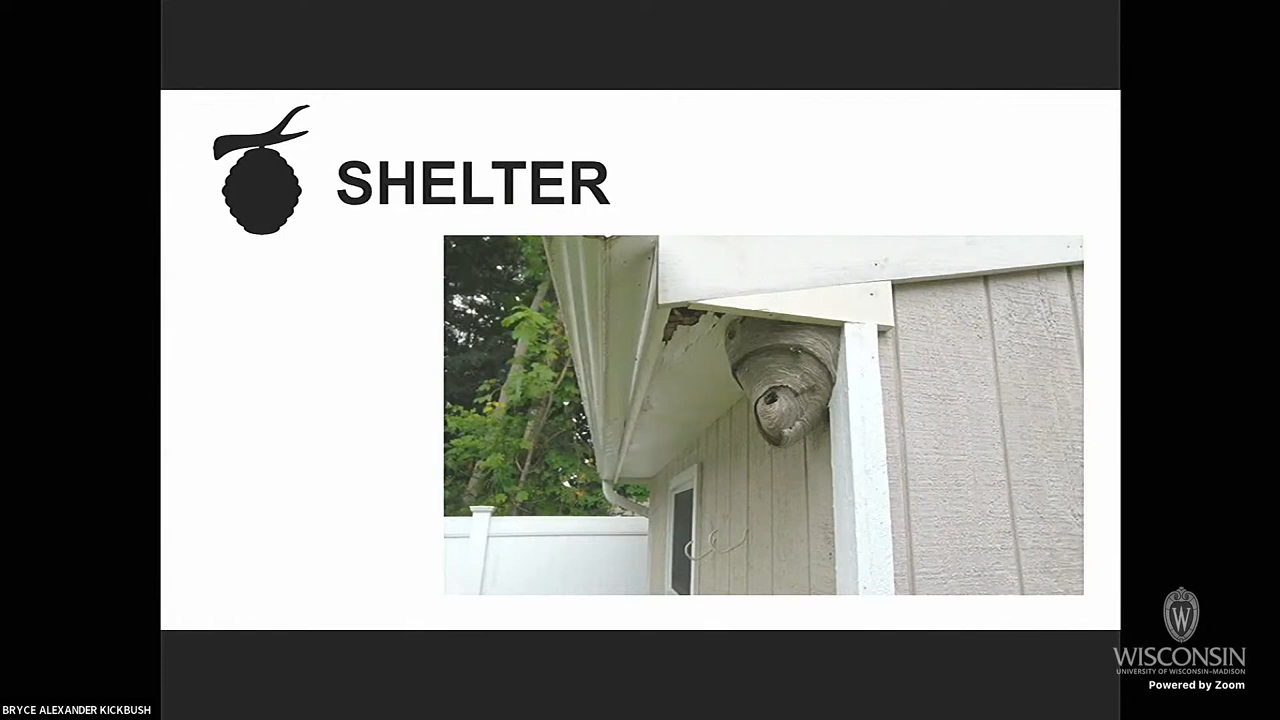 SHELTER
W
WISCONSIN
UNIVERSITY OF WISCONSIN–MADISON
Powered by Zoom
BRYCE ALEXANDER KICKBUSH